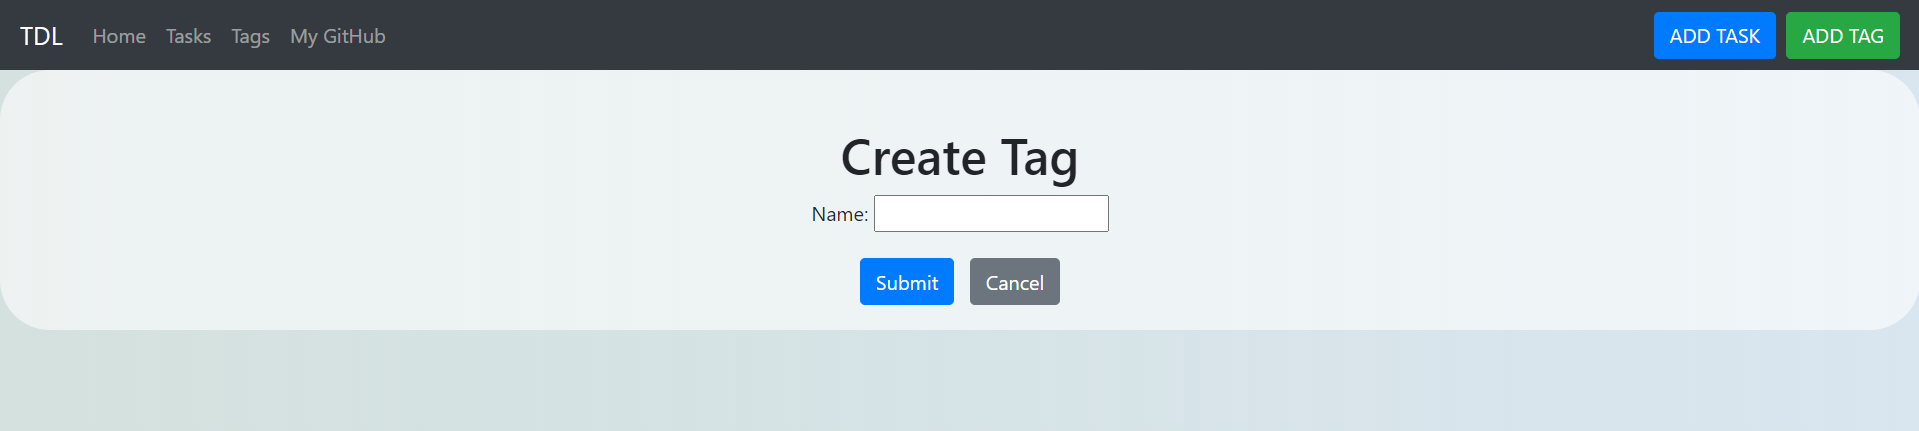 TDL Home Tasks Tags My GitHub ADD TASK ADD TAG
Create Tag
Name:
Submit Cancel